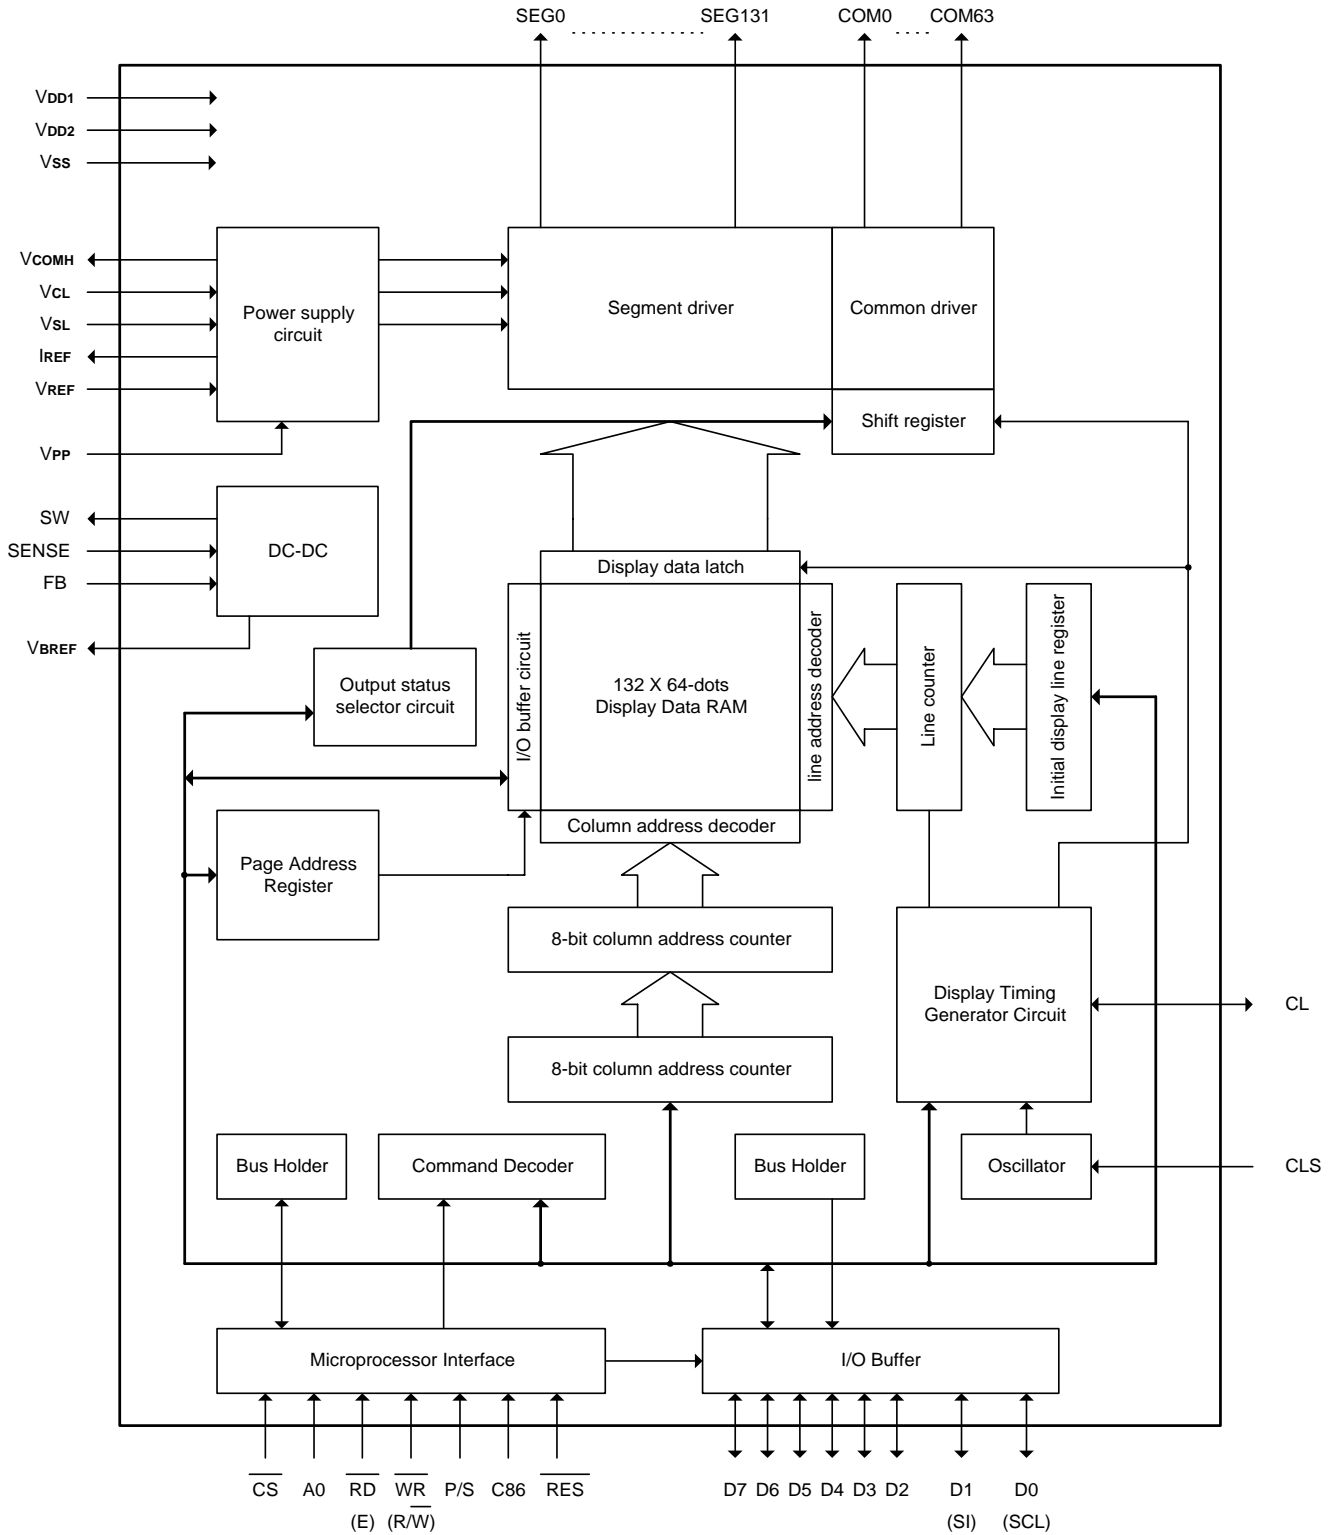 SEG0 SEG131 COM0 COM63
VDD1
VDD2
VSS
VCOMH
VCL
VSL
IREF
VREF
VPP
Power supply
circuit
Segment driver
Common driver
Shift register
SW
SENSE
FB
VBREF
DC-DC
Display data latch
Output status
selector circuit
I/O buffer circuit
132 X 64-dots
Display Data RAM
line address decoder
Line counter
Initial display line register
Column address decoder
Page Address
Register
8-bit column address counter
8-bit column address counter
Display Timing
Generator Circuit
CL
Bus Holder
Command Decoder
Bus Holder
Oscillator
CLS
Microprocessor Interface
I/O Buffer
C̅S̅ A0 R̅D̅ W̅R̅ P/S C86 R̅E̅S̅ D7 D6 D5 D4 D3 D2 D1 D0
(E) (R/W̅) (SI) (SCL)